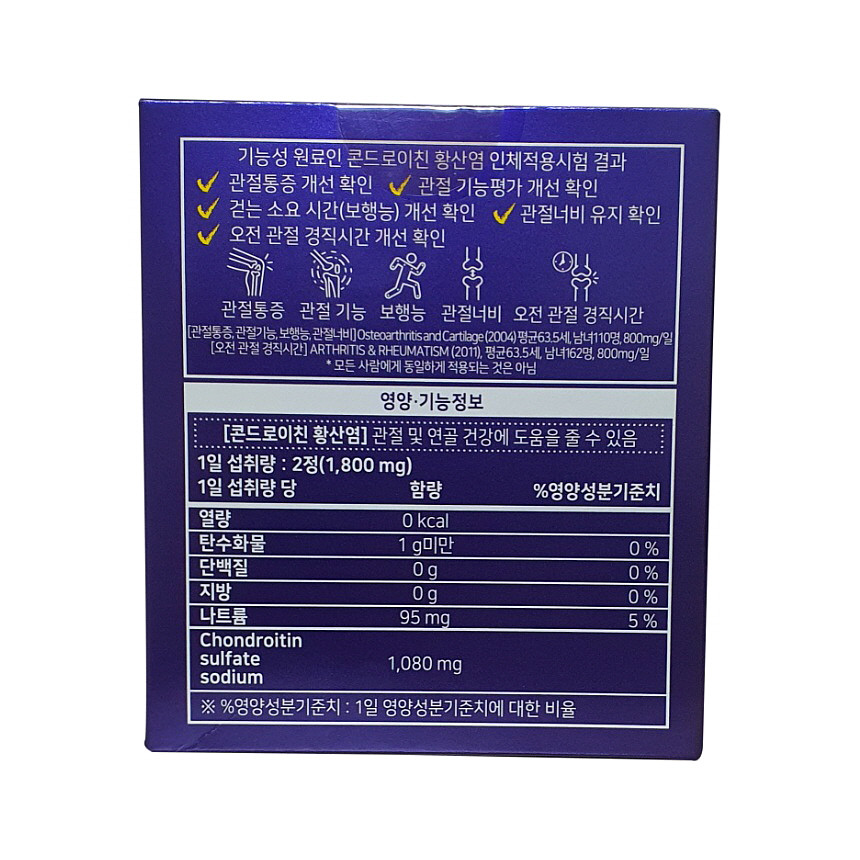 기능성 원료인 콘드로이친 황산염 인체적용시험 결과
관절통증 개선 확인 관절 기능평가 개선 확인
걷는 소요 시간(보행능) 개선 확인 관절너비 유지 확인
오전 관절 경직시간 개선 확인
관절통증 관절 기능 보행능 관절너비 오전 관절 경직시간
[관절통증, 관절기능, 보행능, 관절너비] Osteoarthritis and Cartilage (2004) 평균63.5세, 남녀110명, 800mg/일
[오전 관절 경직시간] ARTHRITIS & RHEUMATISM (2011), 평균63.5세, 남녀162명, 800mg/일
* 모든 사람에게 동일하게 적용되는 것은 아님
영양·기능정보
[콘드로이친 황산염] 관절 및 연골 건강에 도움을 줄 수 있음
1일 섭취량 : 2정(1,800 mg)
1일 섭취량 당 함량 %영양성분기준치
열량 0 kcal
탄수화물 1 g미만 0 %
단백질 0 g 0 %
지방 0 g 0 %
나트륨 95 mg 5 %
Chondroitin
sulfate 1,080 mg
sodium
※ %영양성분기준치 : 1일 영양성분기준치에 대한 비율